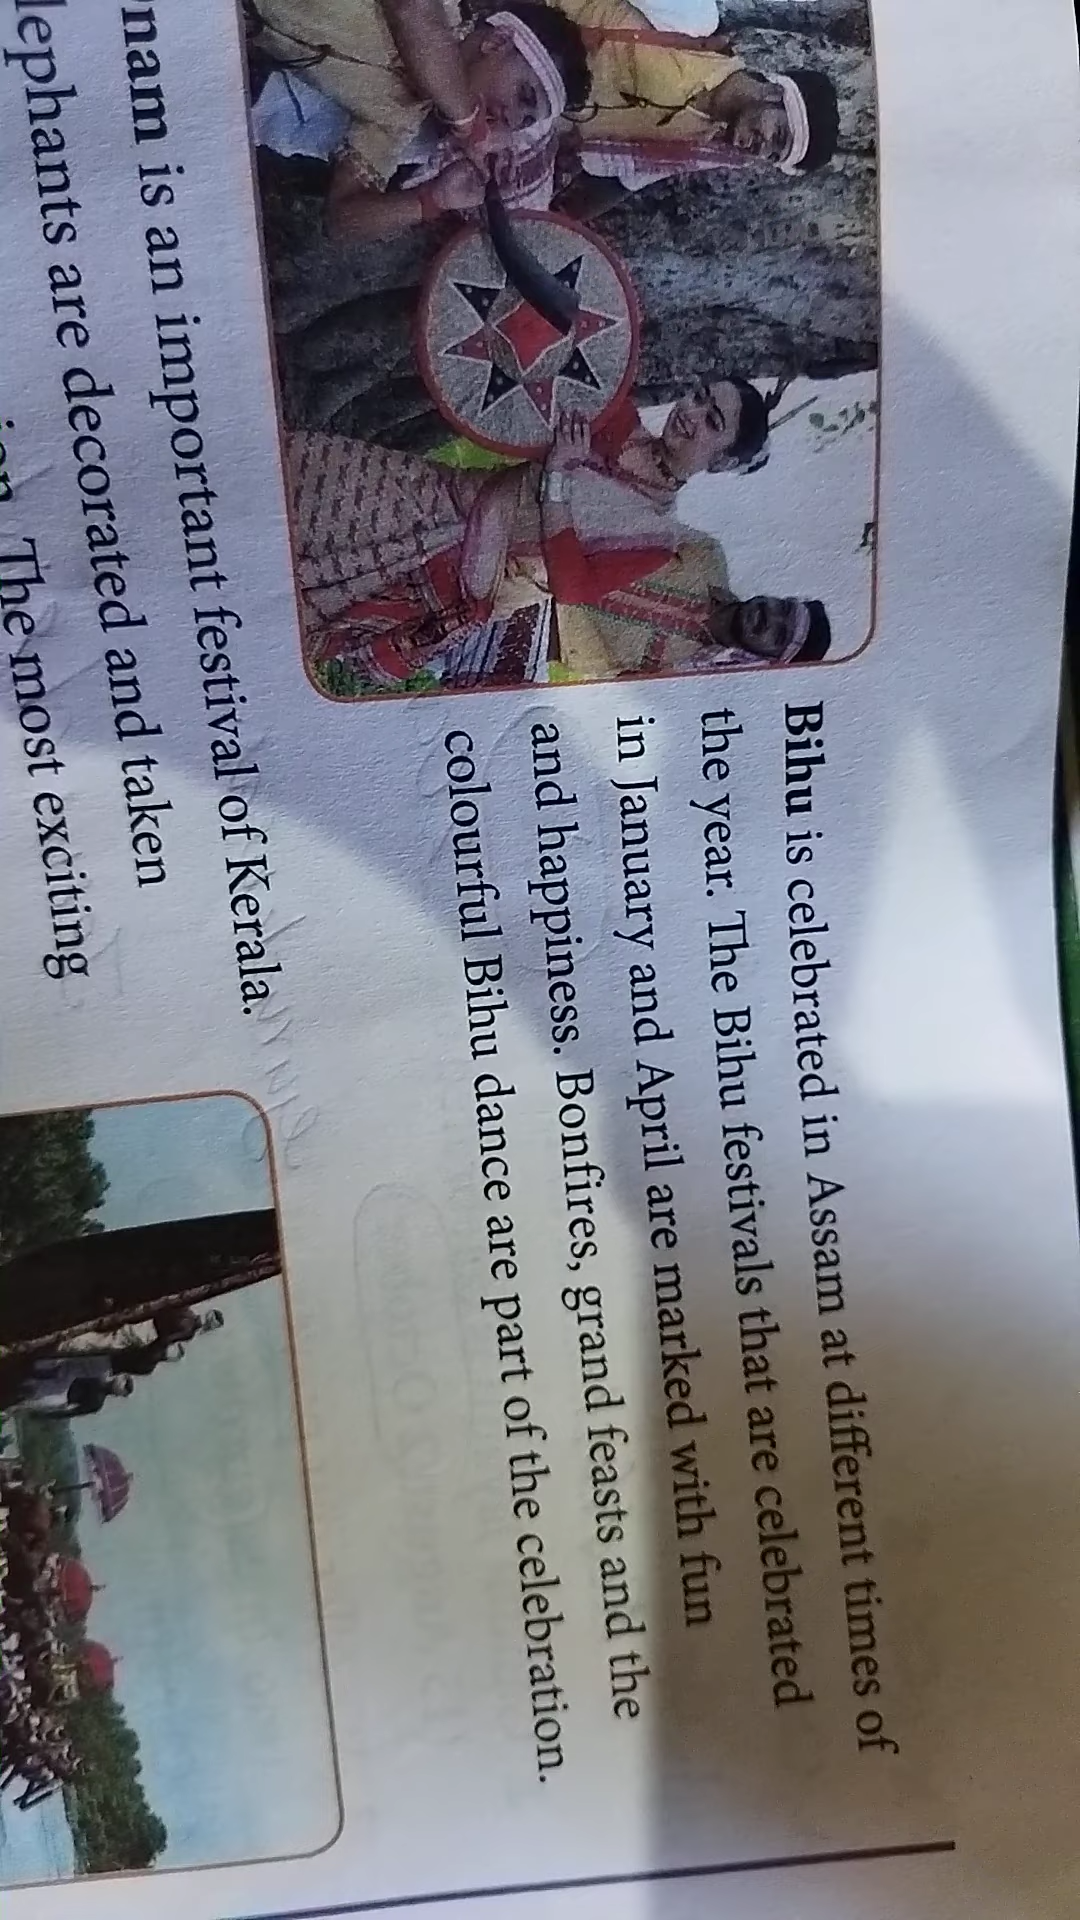 Bihu is celebrated in Assam at different times of
the year. The Bihu festivals that are celebrated
in January and April are marked with fun
and happiness. Bonfires, grand feasts and the
colourful Bihu dance are part of the celebration.
nam is an important festival of Kerala.
lephants are decorated and taken
The most exciting